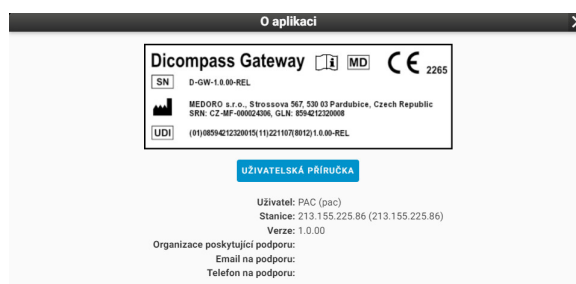 O aplikaci
Dicompass Gateway i MD CE 2265
SN D-GW-1.0.00-REL
MEDORO s.r.o., Strossova 567, 530 03 Pardubice, Czech Republic
SRN: CZ-MF-000024306, GLN: 8594212320008
UDI (01)08594212320015(11)221107(8012)1.0.00-REL
UŽIVATELSKÁ PŘÍRUČKA
Uživatel: PAC (pac)
Stanice: 213.155.225.86 (213.155.225.86)
Verze: 1.0.00
Organizace poskytující podporu:
Email na podporu:
Telefon na podporu: